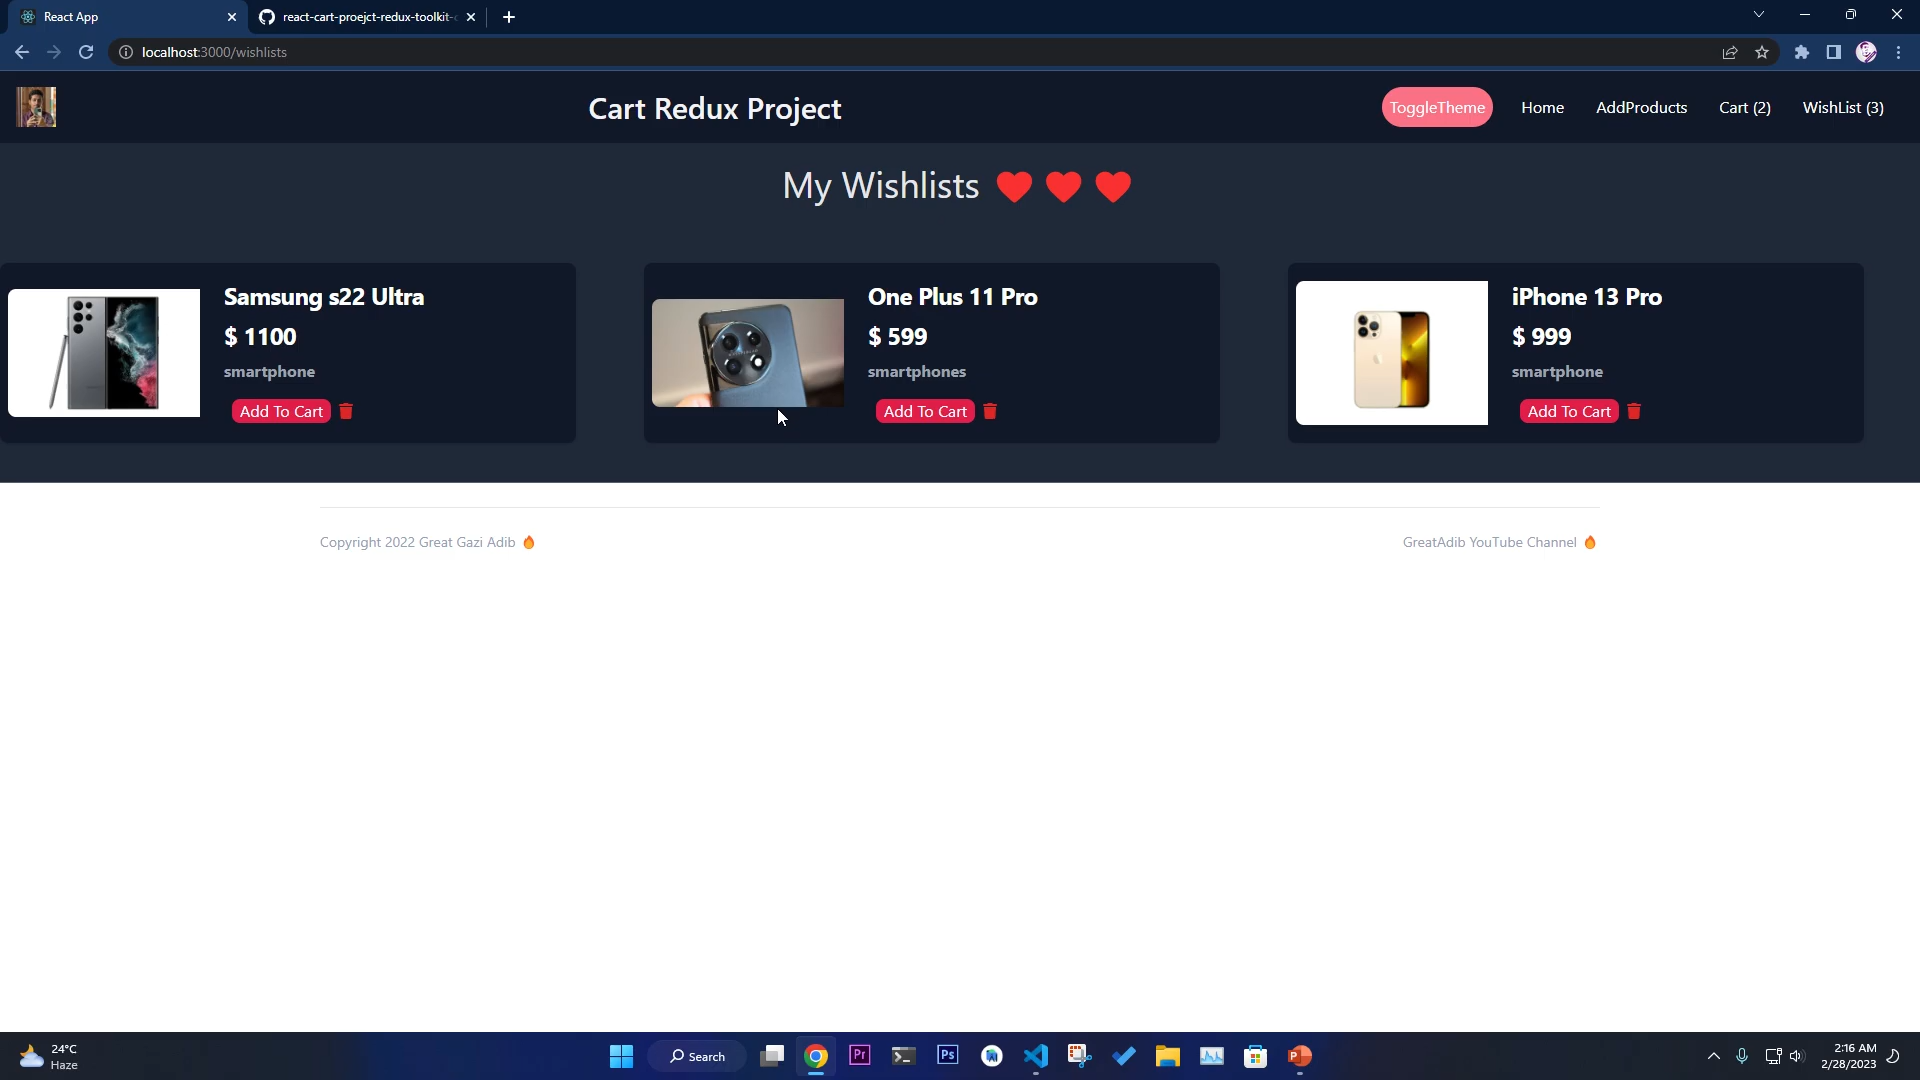 React App
react-cart-proejct-redux-toolkit-
localhost:3000/wishlists
Cart Redux Project
ToggleTheme
Home
AddProducts
Cart (2)
WishList (3)
My Wishlists
Samsung s22 Ultra
$ 1100
smartphone
Add To Cart
One Plus 11 Pro
$ 599
smartphones
Add To Cart
iPhone 13 Pro
$ 999
smartphone
Add To Cart
Copyright 2022 Great Gazi Adib 🔥
GreatAdib YouTube Channel 🔥
24°C
Haze
Search
Pr
Ps
P
2:16 AM
2/28/2023